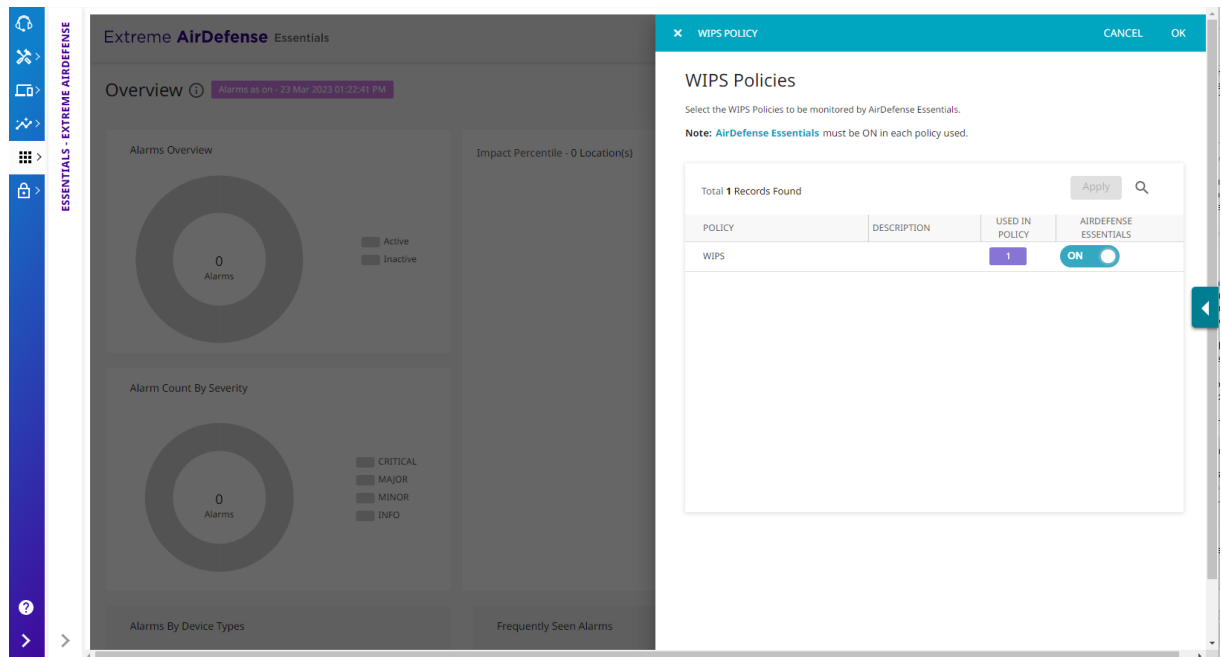 ESSENTIALS - EXTREME AIRDEFENSE
Extreme AirDefense Essentials
Overview
Alarms as on - 23 Mar 2023 01:22:41 PM
Alarms Overview
0
Alarms
Active
Inactive
Impact Percentile - 0 Location(s)
Alarm Count By Severity
0
Alarms
CRITICAL
MAJOR
MINOR
INFO
Alarms By Device Types
Frequently Seen Alarms
WIPS POLICY
CANCEL
OK
WIPS Policies
Select the WIPS Policies to be monitored by AirDefense Essentials.
Note: AirDefense Essentials must be ON in each policy used.
Total 1 Records Found
Apply
POLICY
DESCRIPTION
USED IN
POLICY
AIRDEFENSE
ESSENTIALS
WIPS
1
ON